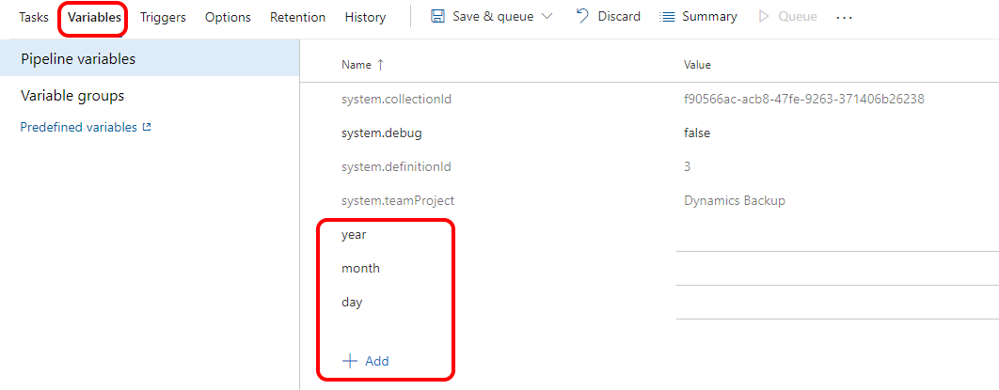 Tasks Variables Triggers Options Retention History Save & queue Discard Summary Queue ...
Pipeline variables
Variable groups
Predefined variables
Name ↑ Value
system.collectionId f90566ac-acb8-47fe-9263-371406b26238
system.debug false
system.definitionId 3
system.teamProject Dynamics Backup
year
month
day
+ Add